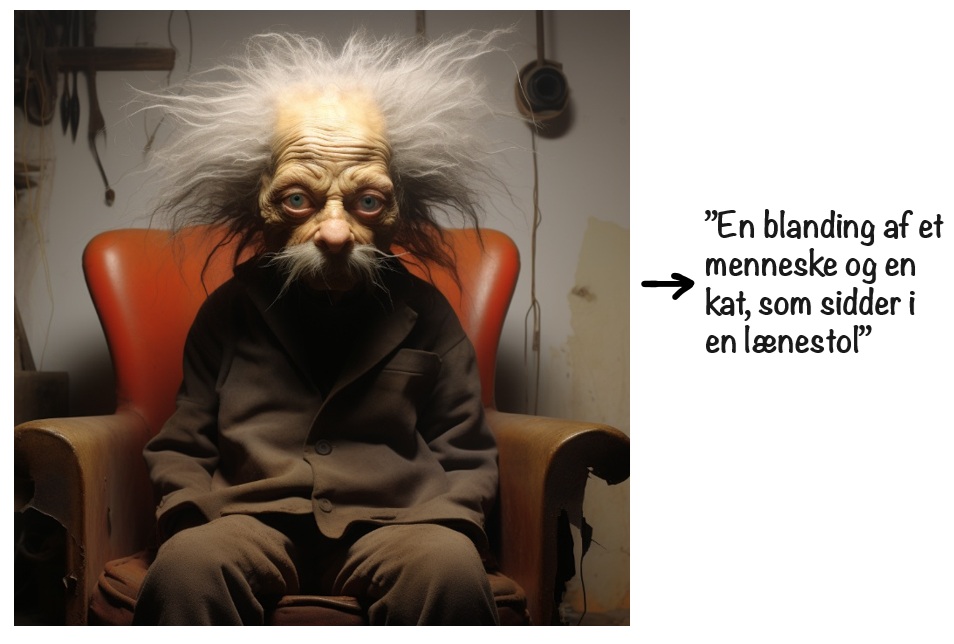 ”En blanding af et
menneske og en
kat, som sidder i
en lænestol”